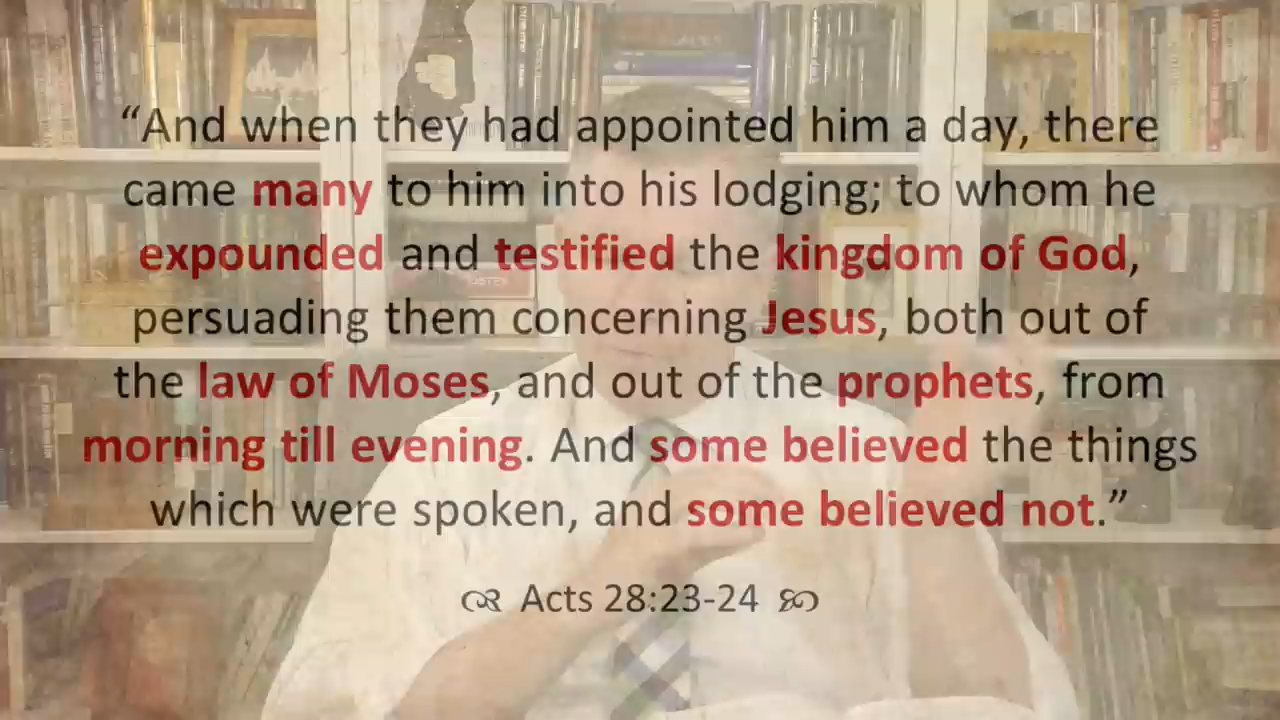 “And when they had appointed him a day, there
came many to him into his lodging; to whom he
expounded and testified the kingdom of God,
persuading them concerning Jesus, both out of
the law of Moses, and out of the prophets, from
morning till evening. And some believed the things
which were spoken, and some believed not.”
Acts 28:23-24